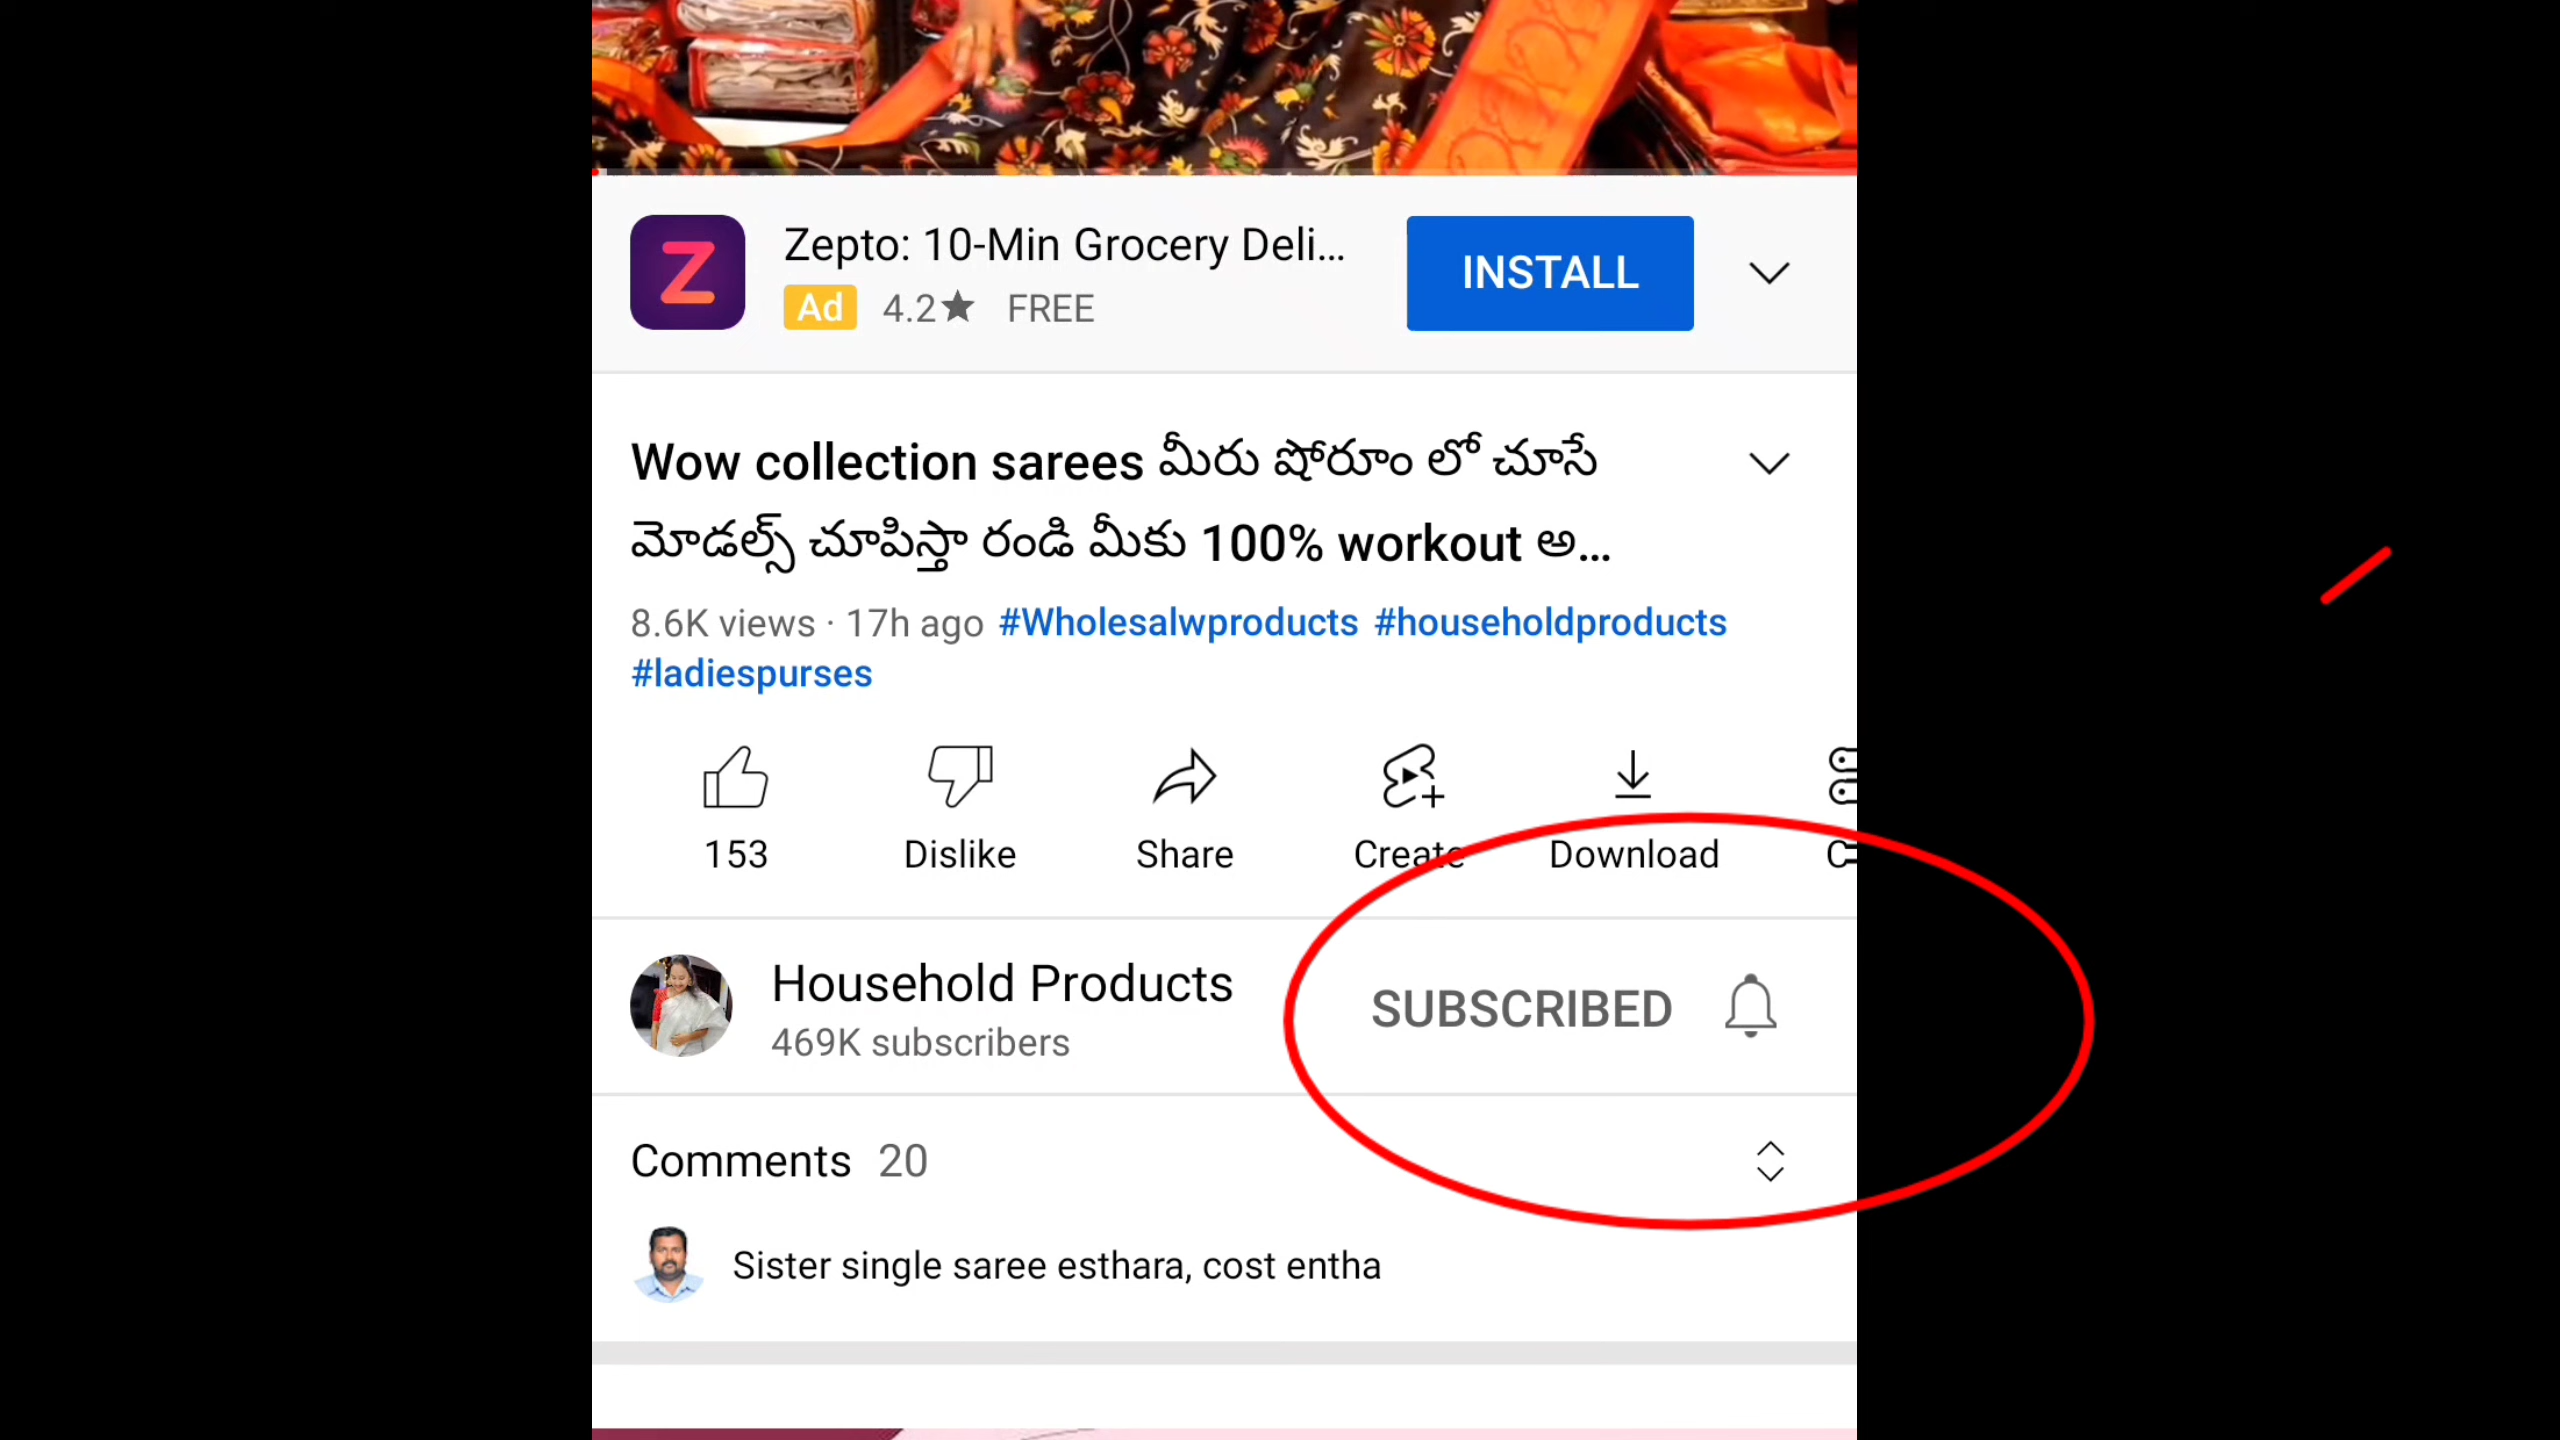 Z
Zepto: 10-Min Grocery Deli...
INSTALL
Ad 4.2★ FREE
Wow collection sarees మీరు షోరూం లో చూసే
మోడల్స్ చూపిస్తా రండి మీకు 100% workout అ...
8.6K views · 17h ago #Wholesalwproducts #householdproducts
#ladiespurses
153 Dislike Share Create Download
Household Products
469K subscribers
SUBSCRIBED
Comments 20
Sister single saree esthara, cost entha